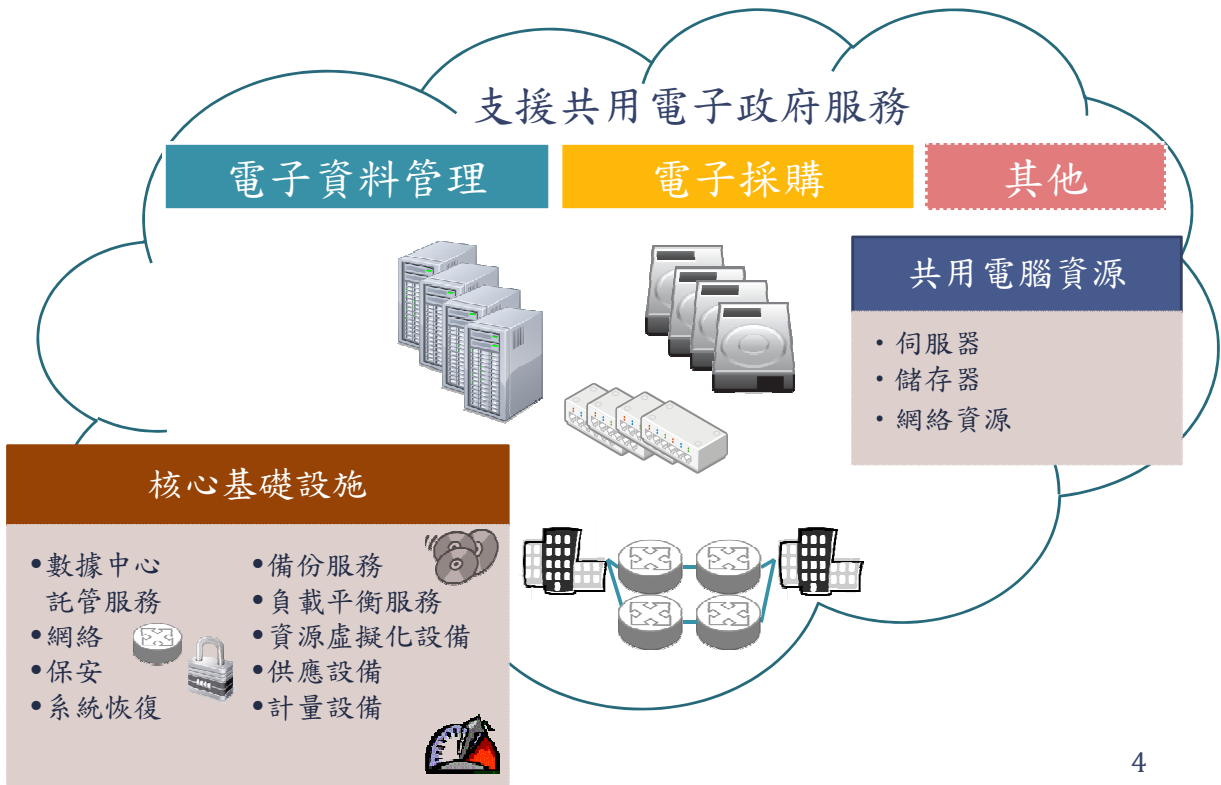 支援共用電子政府服務
電子資料管理
電子採購
其他
共用電腦資源
•伺服器
•儲存器
•網絡資源
核心基礎設施
•數據中心
託管服務
•網絡
•保安
•系統恢復
•備份服務
•負載平衡服務
•資源虛擬化設備
•供應設備
•計量設備
4